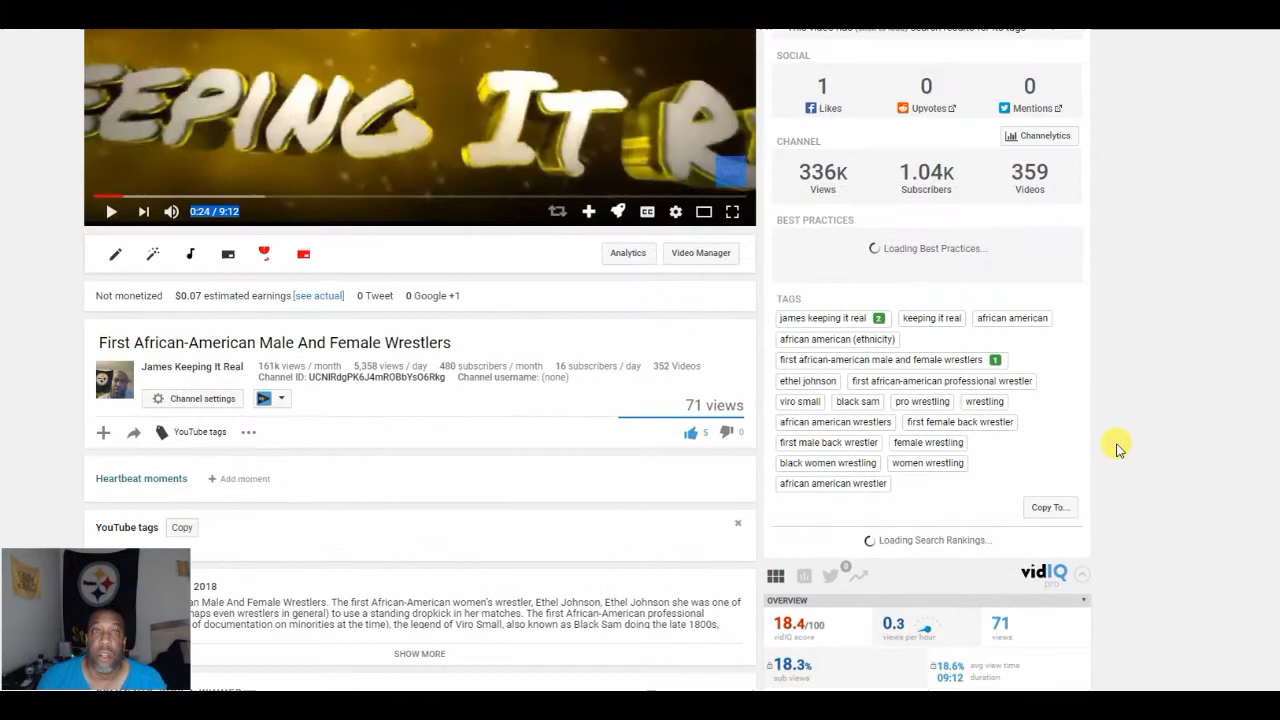 EEPING IT R
0:24 / 9:12
Analytics
Video Manager
Not monetized $0.07 estimated earnings [see actual] 0 Tweet 0 Google +1
First African-American Male And Female Wrestlers
James Keeping It Real
161k views / month 5,358 views / day 480 subscribers / month 16 subscribers / day 352 Videos
Channel ID: UCNIRdgPK6J4mROBbYsO6Rkg Channel username: (none)
Channel settings
71 views
YouTube tags
5 0
Heartbeat moments + Add moment
YouTube tags Copy
2018
an Male And Female Wrestlers. The first African-American women's wrestler, Ethel Johnson, Ethel Johnson she was one of
haps even wrestlers in general) to use a standing dropkick in her matches. The first African-American professional
of documentation on minorities at the time), the legend of Viro Small, also known as Black Sam doing the late 1800s,
SHOW MORE
SOCIAL
1 0 0
Likes Upvotes Mentions
CHANNEL
Channelytics
336K 1.04K 359
Views Subscribers Videos
BEST PRACTICES
Loading Best Practices...
TAGS
james keeping it real 2 keeping it real african american
african american (ethnicity)
first african-american male and female wrestlers 1
ethel johnson first african-american professional wrestler
viro small black sam pro wrestling wrestling
african american wrestlers first female back wrestler
first male back wrestler female wrestling
black women wrestling women wrestling
african american wrestler
Copy To...
Loading Search Rankings...
0
vidIQ
pro
OVERVIEW
18.4/100 0.3 71
vidIQ score views per hour views
18.3% 18.6% avg view time
sub views 09:12 duration